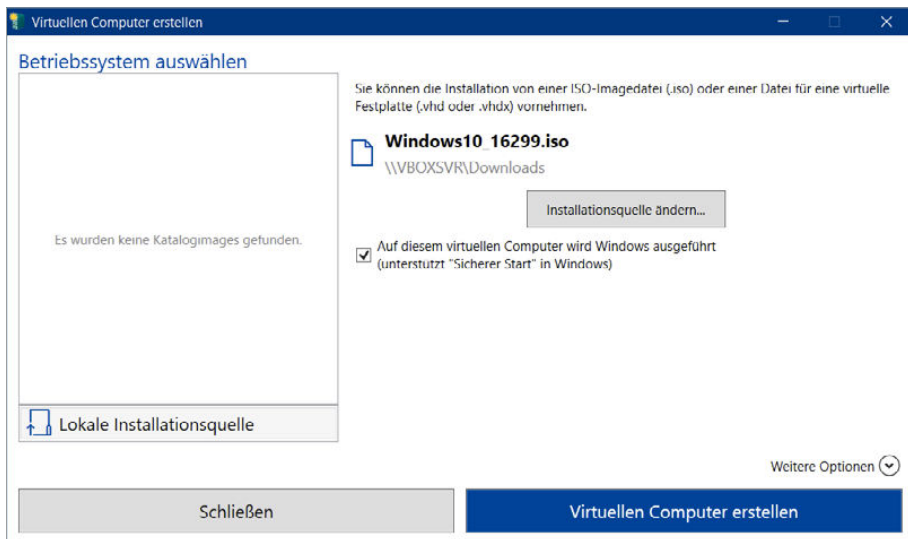 Virtuellen Computer erstellen
Betriebssystem auswählen
Es wurden keine Katalogimages gefunden.
Lokale Installationsquelle
Sie können die Installation von einer ISO-Imagedatei (.iso) oder einer Datei für eine virtuelle
Festplatte (.vhd oder .vhdx) vornehmen.
Windows10_16299.iso
\\VBOXSVR\Downloads
Installationsquelle ändern...
Auf diesem virtuellen Computer wird Windows ausgeführt
(unterstützt "Sicherer Start" in Windows)
Weitere Optionen
Schließen
Virtuellen Computer erstellen